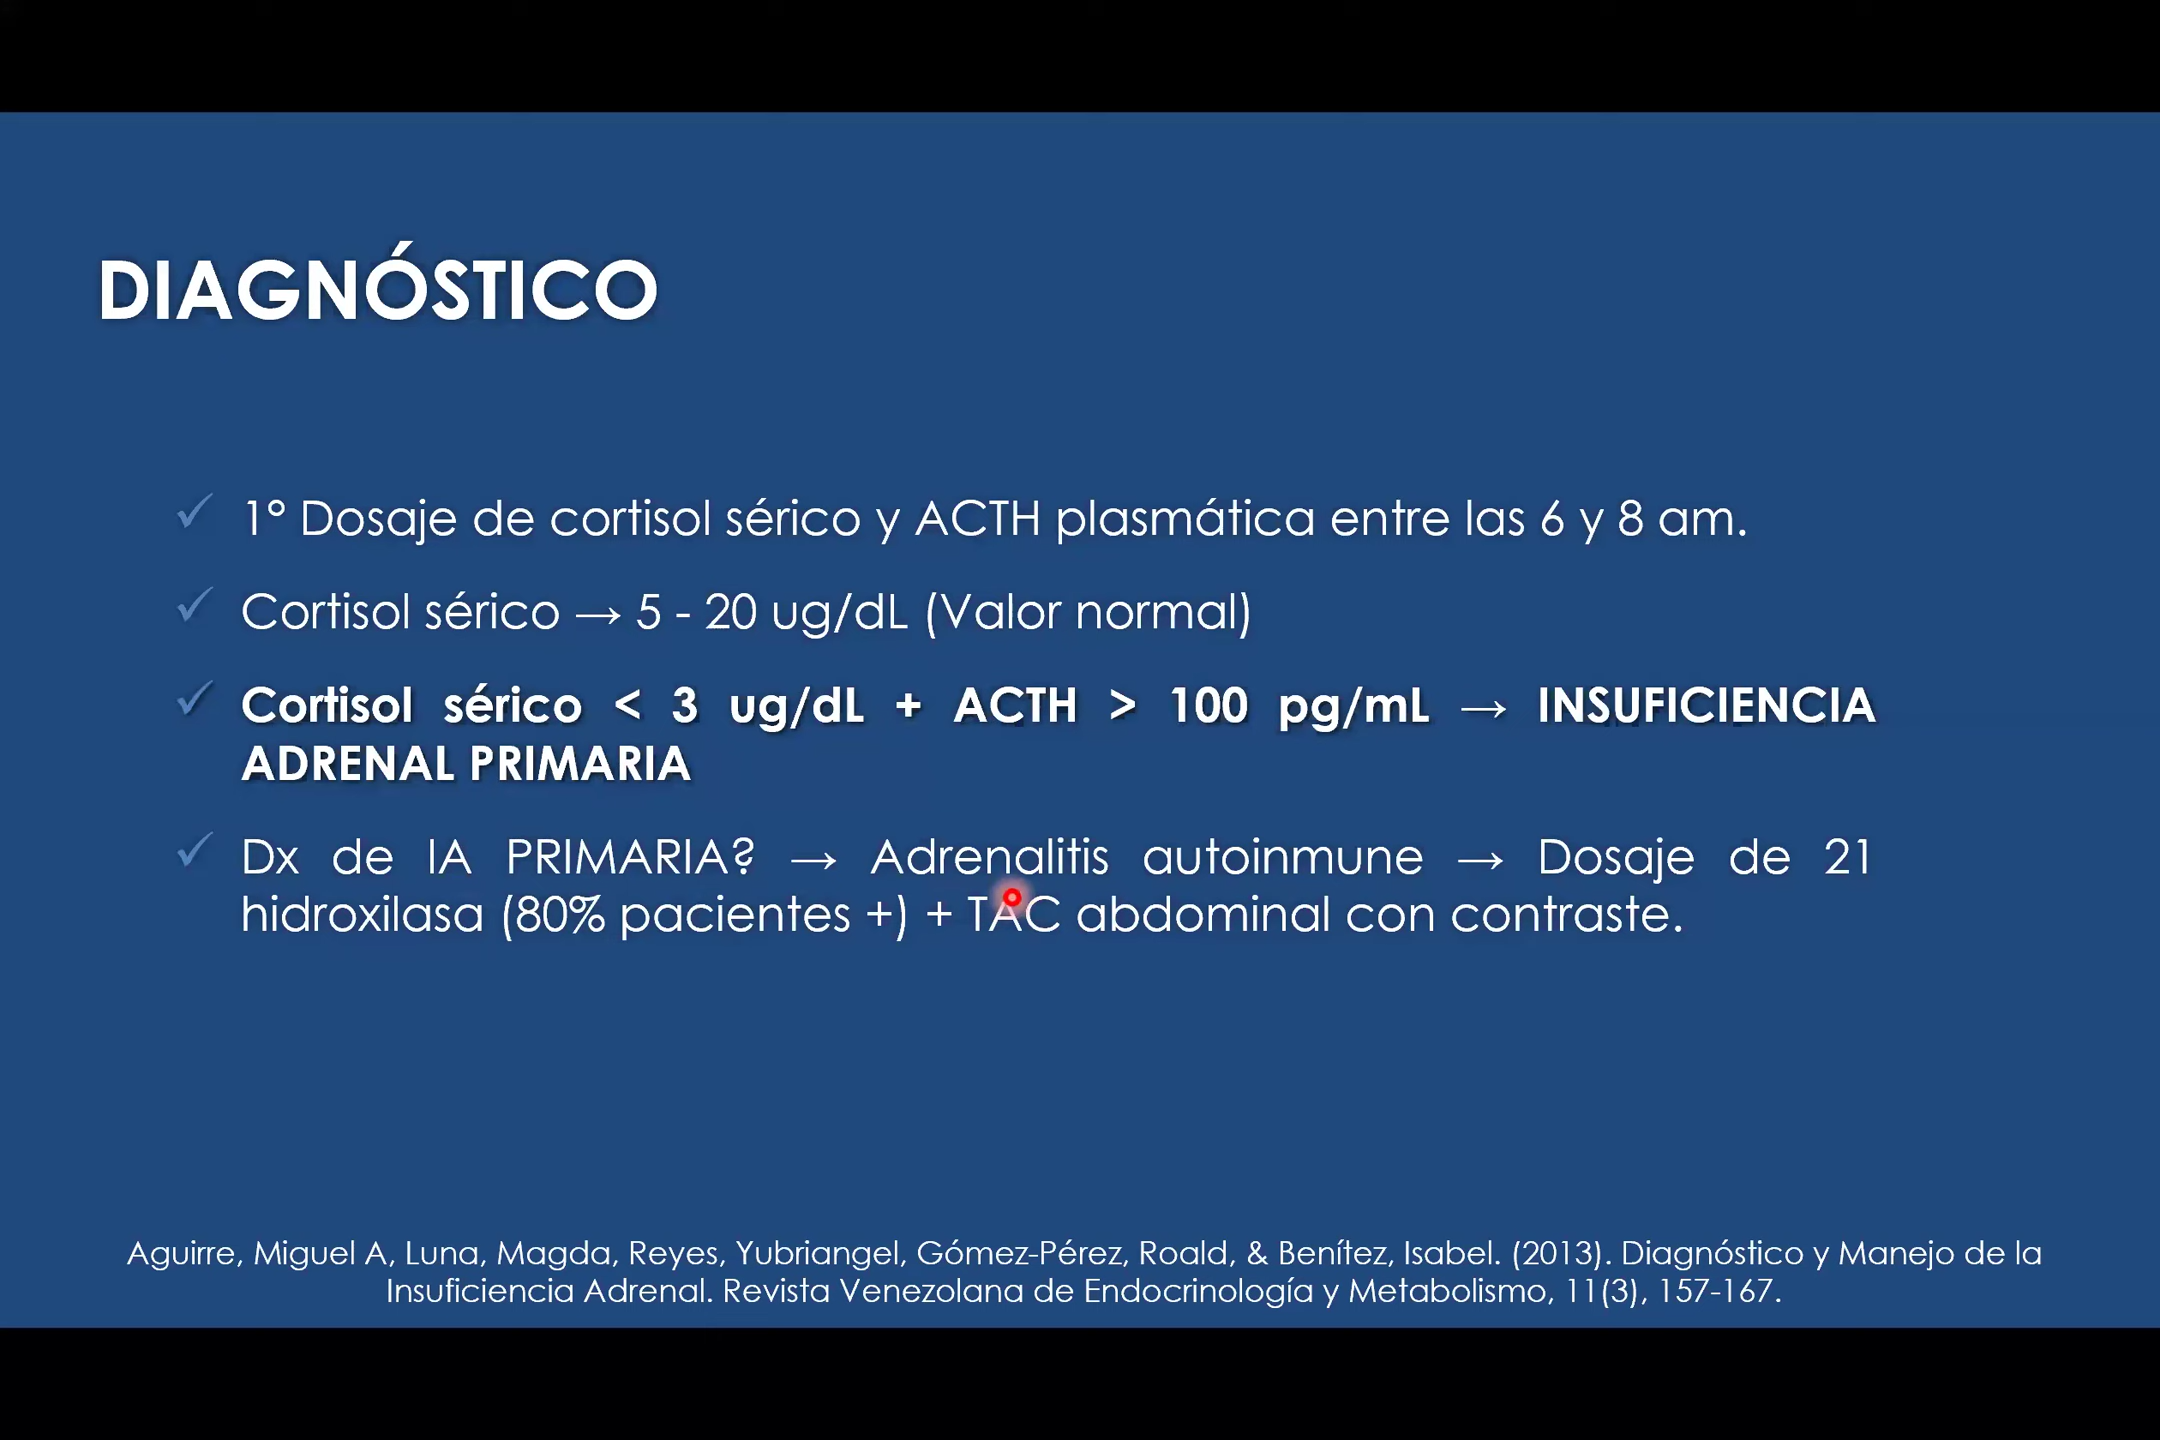 DIAGNÓSTICO
1° Dosaje de cortisol sérico y ACTH plasmática entre las 6 y 8 am.
Cortisol sérico → 5 - 20 ug/dL (Valor normal)
Cortisol sérico < 3 ug/dL + ACTH > 100 pg/mL → INSUFICIENCIA
ADRENAL PRIMARIA
Dx de IA PRIMARIA? → Adrenalitis autoinmune → Dosaje de 21
hidroxilasa (80% pacientes +) + TAC abdominal con contraste.
Aguirre, Miguel A, Luna, Magda, Reyes, Yubriangel, Gómez-Pérez, Roald, & Benítez, Isabel. (2013). Diagnóstico y Manejo de la
Insuficiencia Adrenal. Revista Venezolana de Endocrinología y Metabolismo, 11(3), 157-167.